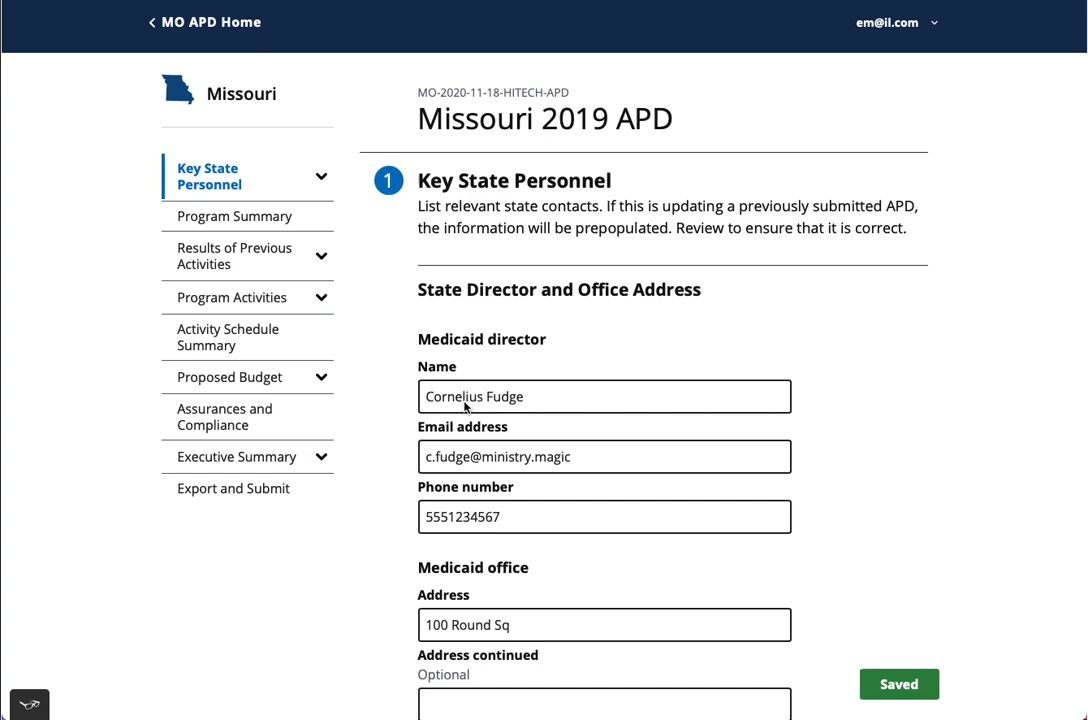 MO APD Home
em@il.com
Missouri
Key State
Personnel
Program Summary
Results of Previous
Activities
Program Activities
Activity Schedule
Summary
Proposed Budget
Assurances and
Compliance
Executive Summary
Export and Submit
MO-2020-11-18-HITECH-APD
Missouri 2019 APD
1 Key State Personnel
List relevant state contacts. If this is updating a previously submitted APD,
the information will be prepopulated. Review to ensure that it is correct.
State Director and Office Address
Medicaid director
Name
Cornelius Fudge
Email address
c.fudge@ministry.magic
Phone number
5551234567
Medicaid office
Address
100 Round Sq
Address continued
Optional
Saved